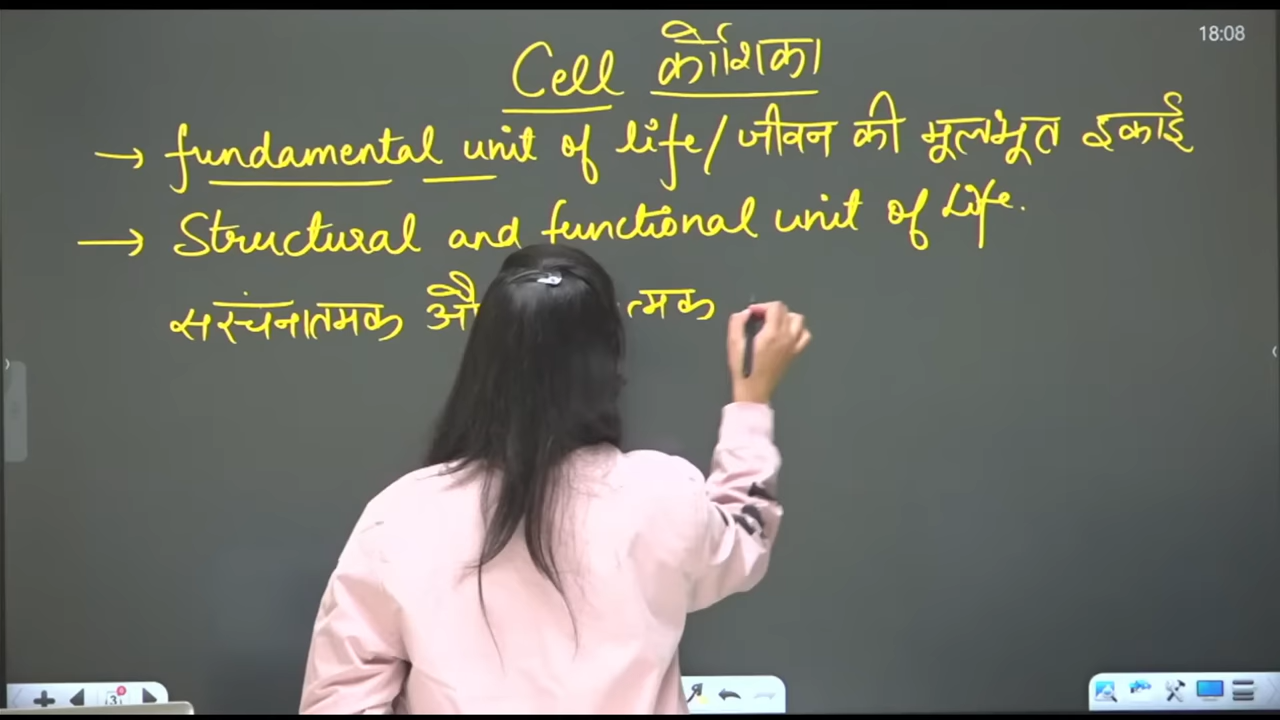 18:08
Cell कोशिका
→ fundamental unit of life/जीवन की मूलभूत इकाई
→ Structural and functional unit of Life.
सरंचनात्मक